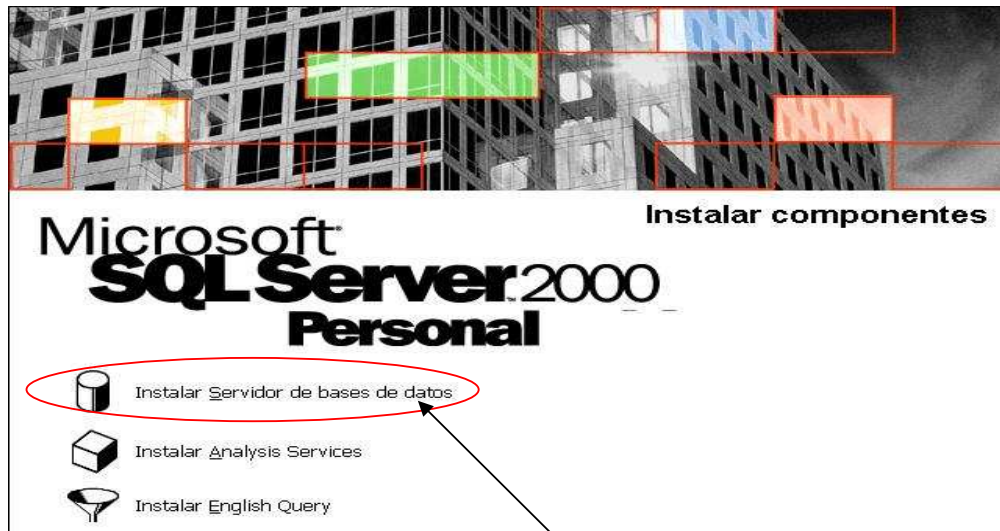 Instalar componentes
Microsoft
SQL Server 2000
Personal
Instalar Servidor de bases de datos
Instalar Analysis Services
Instalar English Query